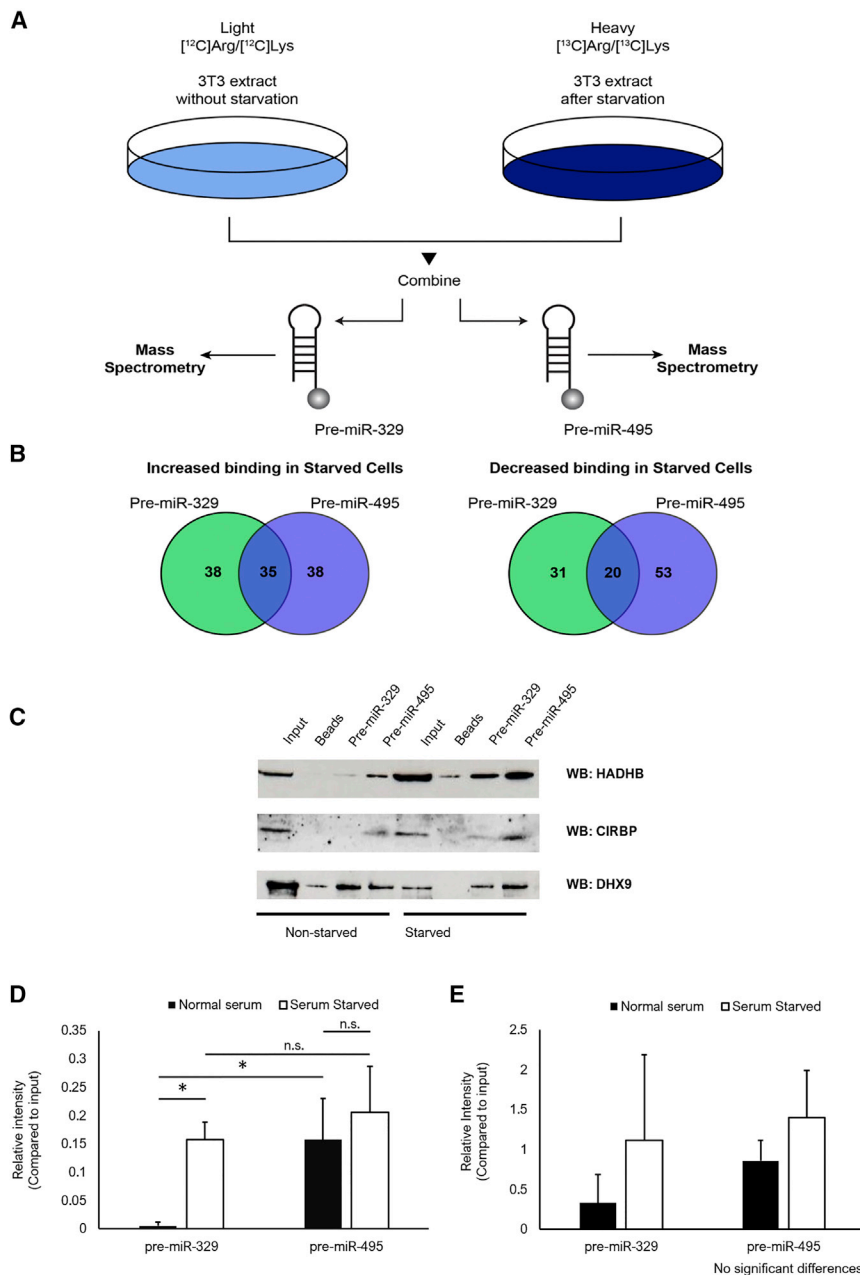 A
Light
[¹²C]Arg/[¹²C]Lys
3T3 extract
without starvation
Heavy
[¹³C]Arg/[¹³C]Lys
3T3 extract
after starvation
Combine
Mass
Spectrometry
Mass
Spectrometry
Pre-miR-329
Pre-miR-495
B
Increased binding in Starved Cells
Pre-miR-329
Pre-miR-495
38
35
38
Decreased binding in Starved Cells
Pre-miR-329
Pre-miR-495
31
20
53
C
Input
Beads
Pre-miR-329
Pre-miR-495
Input
Beads
Pre-miR-329
Pre-miR-495
WB: HADHB
WB: CIRBP
WB: DHX9
Non-starved
Starved
D
Normal serum
Serum Starved
Relative intensity
(Compared to input)
0.35
0.3
0.25
0.2
0.15
0.1
0.05
0
n.s.
n.s.
*
*
pre-miR-329
pre-miR-495
E
Normal serum
Serum Starved
Relative Intensity
(Compared to input)
2.5
2
1.5
1
0.5
0
pre-miR-329
pre-miR-495
No significant differences